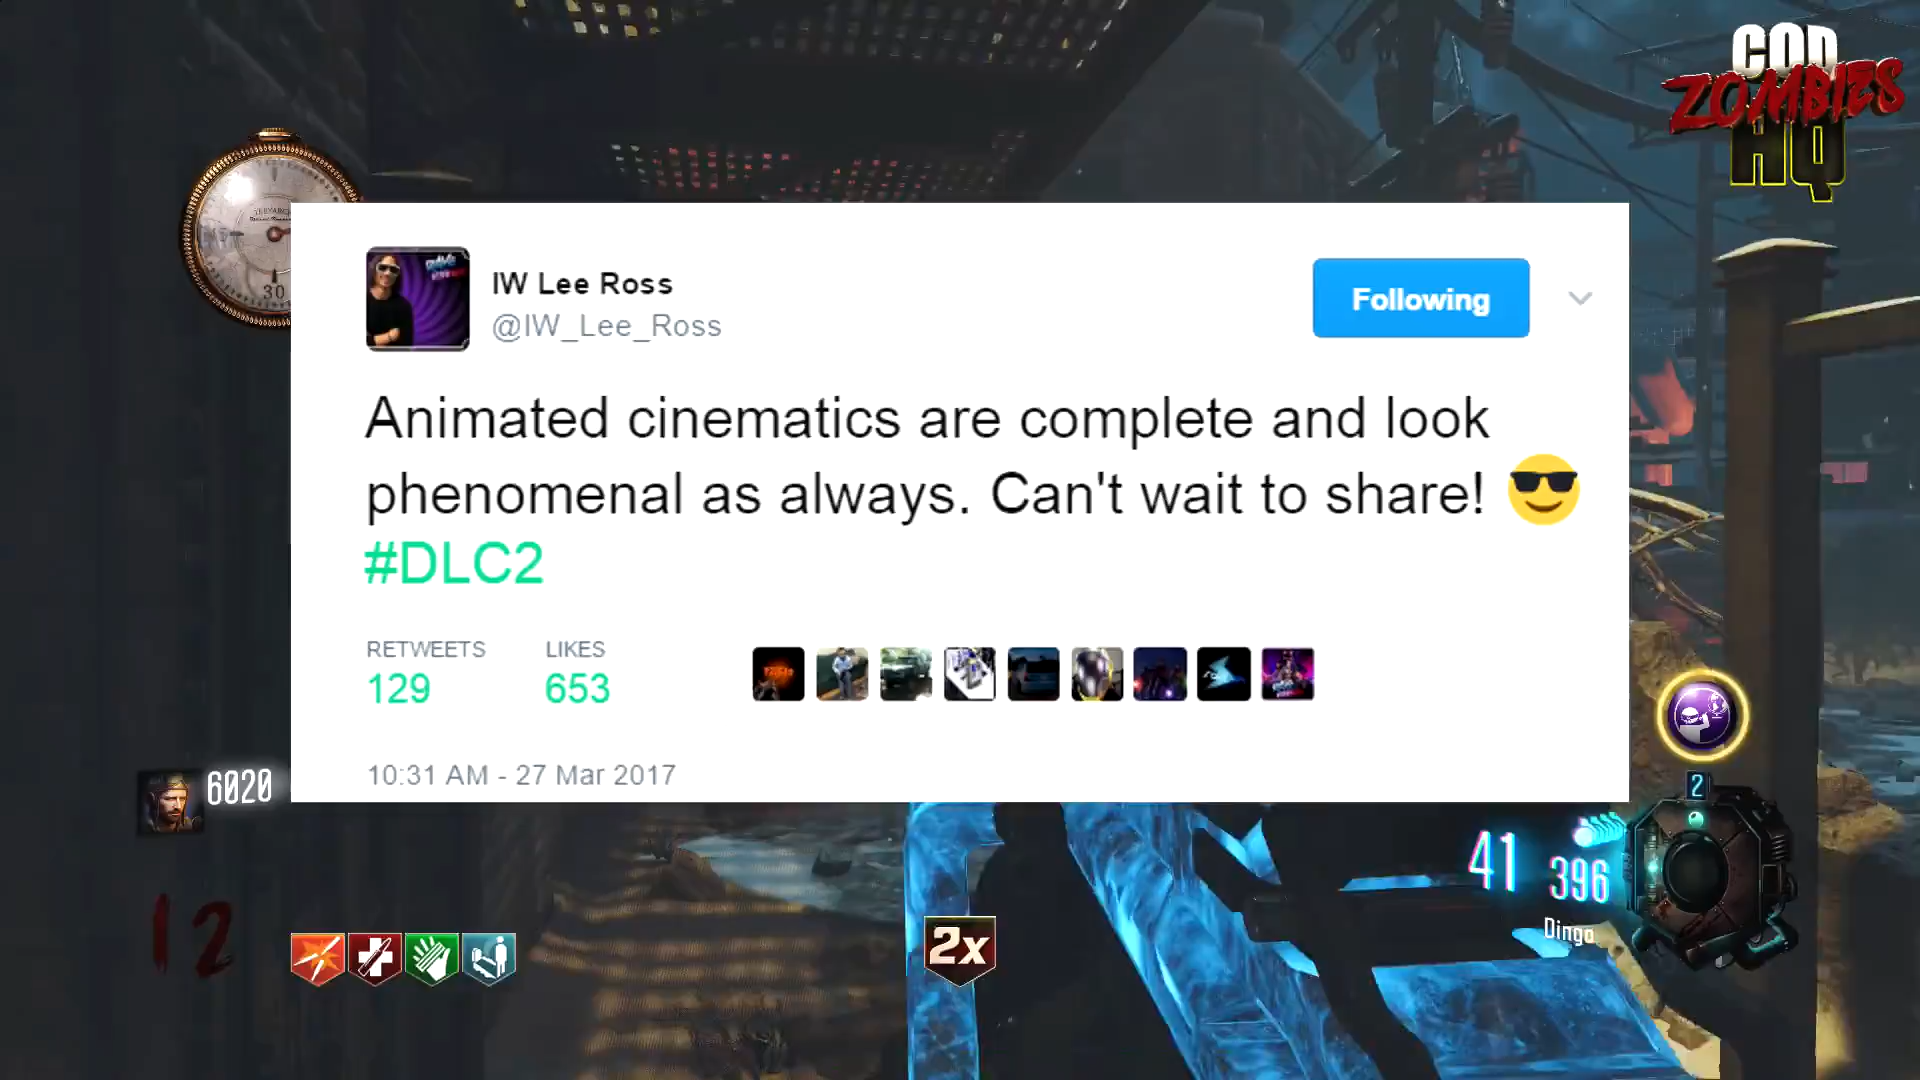 COD
ZOMBIES
HQ
IW Lee Ross
@IW_Lee_Ross
Following
Animated cinematics are complete and look
phenomenal as always. Can't wait to share! 😎
#DLC2
RETWEETS
129
LIKES
653
10:31 AM - 27 Mar 2017
30
6020
12
2x
2
41
396
Dingo